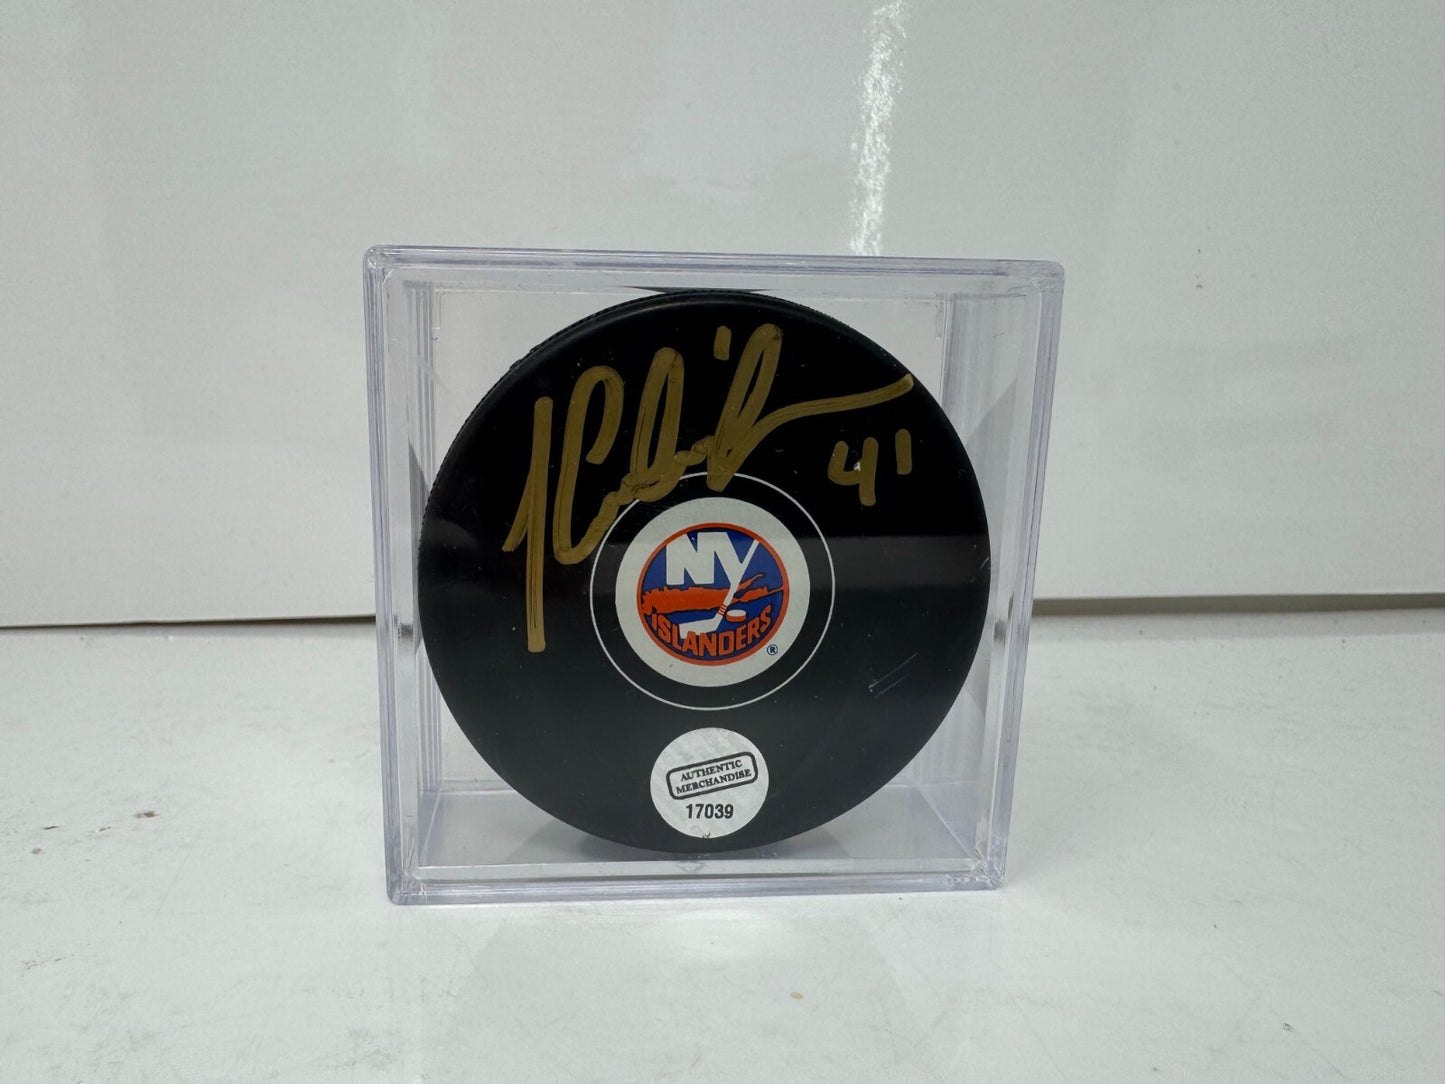 41
NY
ISLANDERS
®
AUTHENTIC
MERCHANDISE
17039